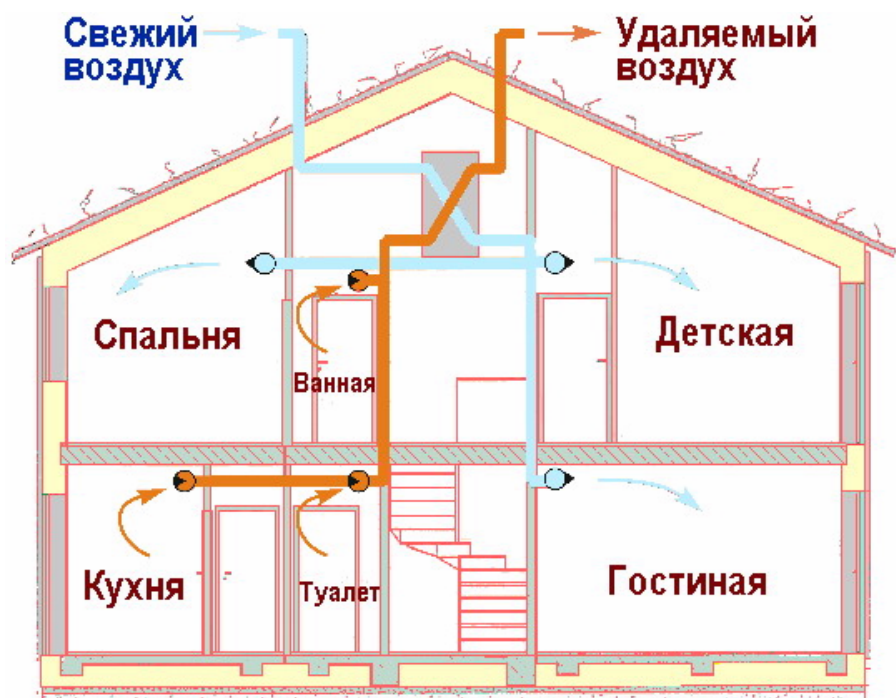 Свежий
воздух
Удаляемый
воздух
Спальня
Ванная
Детская
Кухня
Туалет
Гостиная